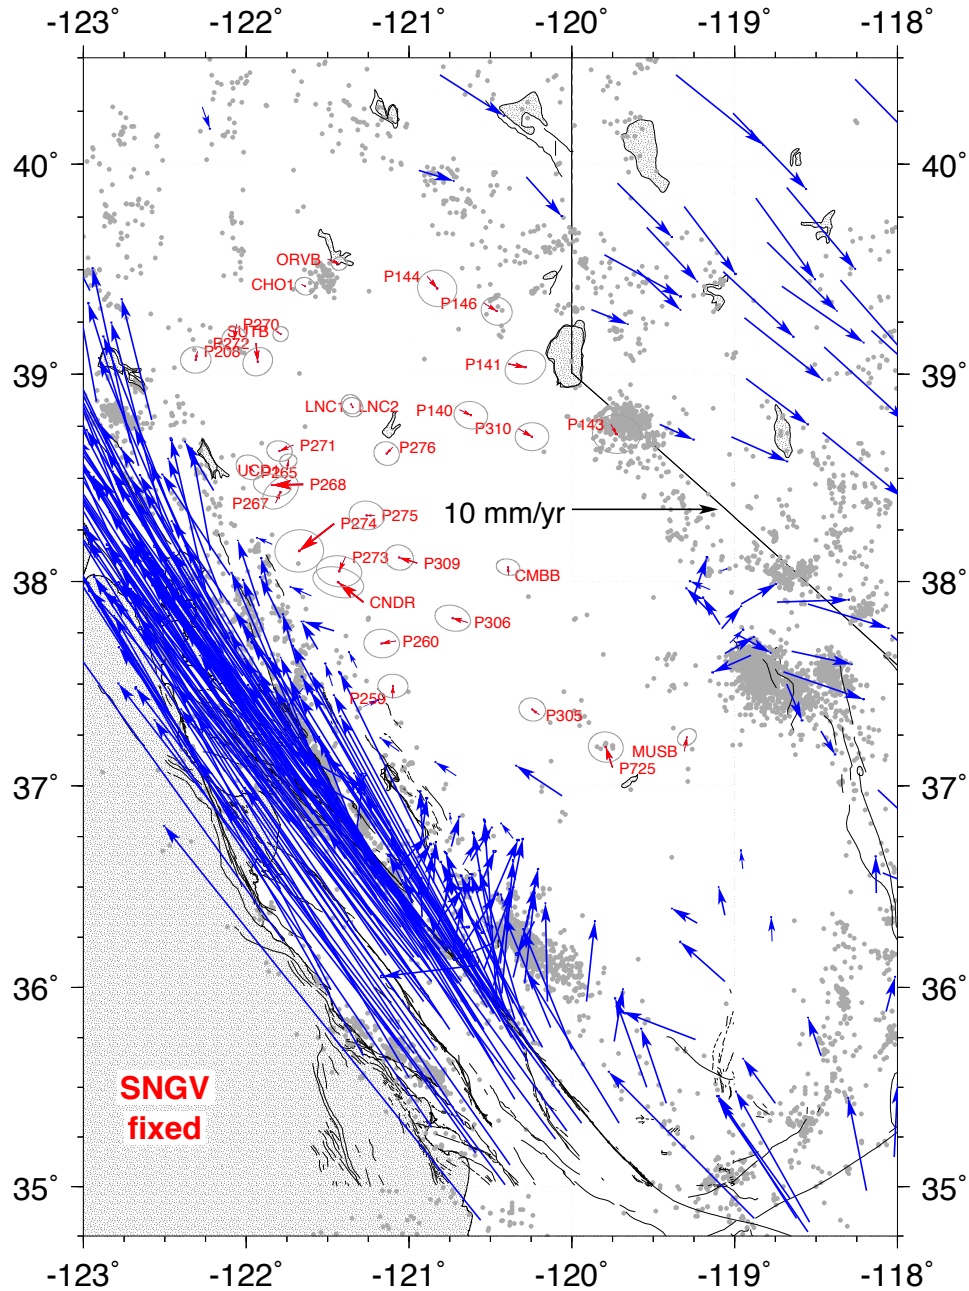 -123° -122° -121° -120° -119° -118°
40° 40°
ORVB
CHO1
P144
P146
P270
SUTB
P272
P208
39° 39°
P141
LNC1 LNC2
P140
P310
P143
P271
P276
UCD1
P265
P268
P267
P275
10 mm/yr
P274
P273
P309
38° 38°
CMBB
CNDR
P306
P260
P259
P305
MUSB
P725
37° 37°
36° 36°
SNGV
fixed
35° 35°
-123° -122° -121° -120° -119° -118°